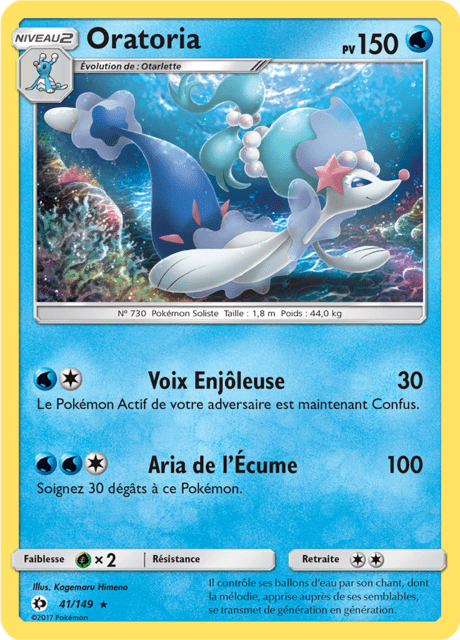 NIVEAU2
Oratoria
PV150
Évolution de : Otarlette
N° 730 Pokémon Soliste Taille : 1,8 m Poids : 44,0 kg
Voix Enjôleuse 30
Le Pokémon Actif de votre adversaire est maintenant Confus.
Aria de l'Écume 100
Soignez 30 dégâts à ce Pokémon.
Faiblesse ×2 Résistance Retraite
Illus. Kagemaru Himeno
41/149 ★
©2017 Pokémon
Il contrôle ses ballons d'eau par son chant, dont
la mélodie, apprise auprès de ses semblables,
se transmet de génération en génération.